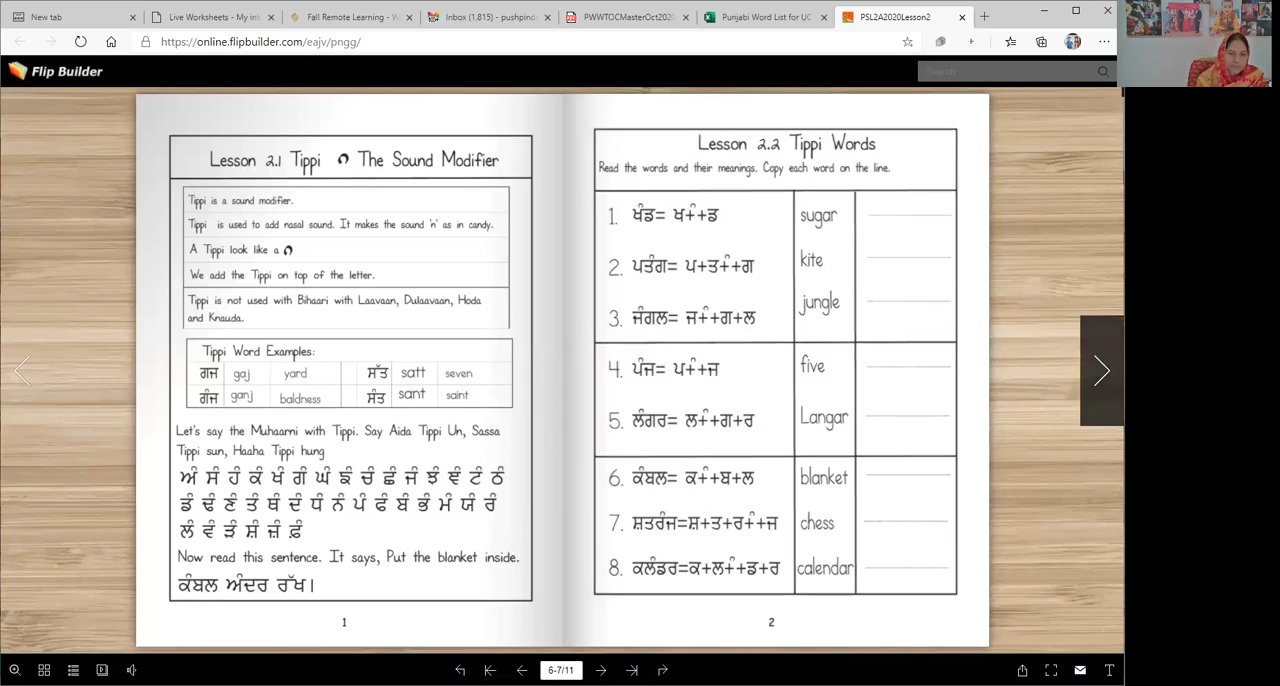 New tab
Live Worksheets - My int
Fall Remote Learning - W
Inbox (1,815) - pushpind
PWWTOCMasterOct2020
Punjabi Word List for UC
PSL2A2020Lesson2
https://online.flipbuilder.com/eajv/pngg/
Flip Builder
Search
Lesson 2.1 Tippi ੰ The Sound Modifier
Tippi is a sound modifier.
Tippi is used to add nasal sound. It makes the sound 'n' as in candy.
A Tippi look like a ੰ
We add the Tippi on top of the letter.
Tippi is not used with Bihaari with Laavaan, Dulaavaan, Hoda
and Knauda.
Tippi Word Examples:
ਗਜ gaj yard ਸੱਤ satt seven
ਗੰਜ ganj baldness ਸੰਤ sant saint
Let's say the Muhaarni with Tippi. Say Aida Tippi Un, Sassa
Tippi sun, Haaha Tippi hung
ਅੰ ਸੰ ਹੰ ਕੰ ਖੰ ਗੰ ਘੰ ਙੰ ਚੰ ਛੰ ਜੰ ਝੰ ਞੰ ਟੰ ਠੰ
ਡੰ ਢੰ ਣੰ ਤੰ ਥੰ ਦੰ ਧੰ ਨੰ ਪੰ ਫੰ ਬੰ ਭੰ ਮੰ ਯੰ ਰੰ
ਲੰ ਵੰ ੜੰ ਸ਼ੰ ਜ਼ੰ ਫ਼ੰ
Now read this sentence. It says, Put the blanket inside.
ਕੰਬਲ ਅੰਦਰ ਰੱਖ।
1
Lesson 2.2 Tippi Words
Read the words and their meanings. Copy each word on the line.
1. ਖੰਡ= ਖ+ੰ+ਡ sugar
2. ਪਤੰਗ= ਪ+ਤ+ੰ+ਗ kite
3. ਜੰਗਲ= ਜ+ੰ+ਗ+ਲ jungle
4. ਪੰਜ= ਪ+ੰ+ਜ five
5. ਲੰਗਰ= ਲ+ੰ+ਗ+ਰ Langar
6. ਕੰਬਲ= ਕ+ੰ+ਬ+ਲ blanket
7. ਸ਼ਤਰੰਜ=ਸ਼+ਤ+ਰ+ੰ+ਜ chess
8. ਕਲੰਡਰ=ਕ+ਲ+ੰ+ਡ+ਰ calendar
2
6-7/11